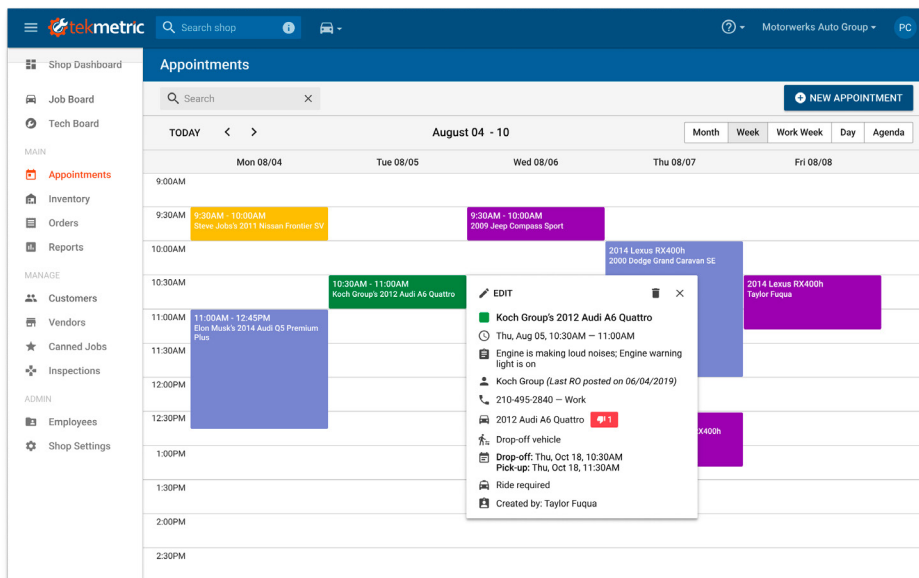 tekmetric
Search shop
Motorwerks Auto Group
PC
Shop Dashboard
Job Board
Tech Board
MAIN
Appointments
Inventory
Orders
Reports
MANAGE
Customers
Vendors
Canned Jobs
Inspections
ADMIN
Employees
Shop Settings
Appointments
Search
NEW APPOINTMENT
TODAY
August 04 - 10
Month Week Work Week Day Agenda
Mon 08/04 Tue 08/05 Wed 08/06 Thu 08/07 Fri 08/08
9:00AM
9:30AM
10:00AM
10:30AM
11:00AM
11:30AM
12:00PM
12:30PM
1:00PM
1:30PM
2:00PM
2:30PM
9:30AM - 10:00AM
Steve Jobs's 2011 Nissan Frontier SV
11:00AM - 12:45PM
Elon Musk's 2014 Audi Q5 Premium
Plus
10:30AM - 11:00AM
Koch Group's 2012 Audi A6 Quattro
9:30AM - 10:00AM
2009 Jeep Compass Sport
2014 Lexus RX400h
2000 Dodge Grand Caravan SE
RX400h
2014 Lexus RX400h
Taylor Fuqua
EDIT
Koch Group's 2012 Audi A6 Quattro
Thu, Aug 05, 10:30AM — 11:00AM
Engine is making loud noises; Engine warning
light is on
Koch Group (Last RO posted on 06/04/2019)
210-495-2840 — Work
2012 Audi A6 Quattro 1
Drop-off vehicle
Drop-off: Thu, Oct 18, 10:30AM
Pick-up: Thu, Oct 18, 11:30AM
Ride required
Created by: Taylor Fuqua